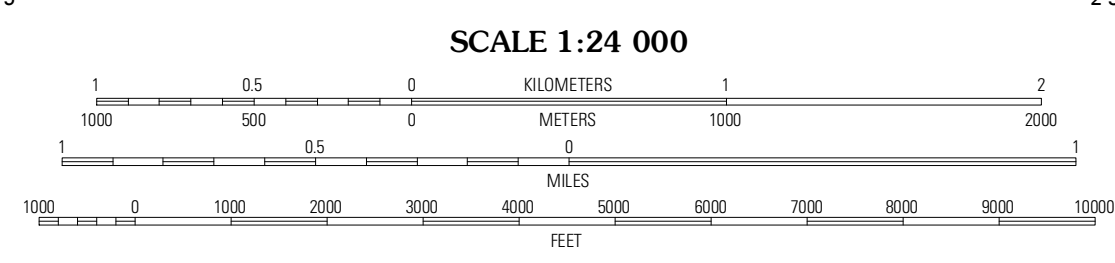 SCALE 1:24 000
1 0.5 0 KILOMETERS 1 2
1000 500 0 METERS 1000 2000
1 0.5 0 1
MILES
1000 0 1000 2000 3000 4000 5000 6000 7000 8000 9000 10000
FEET